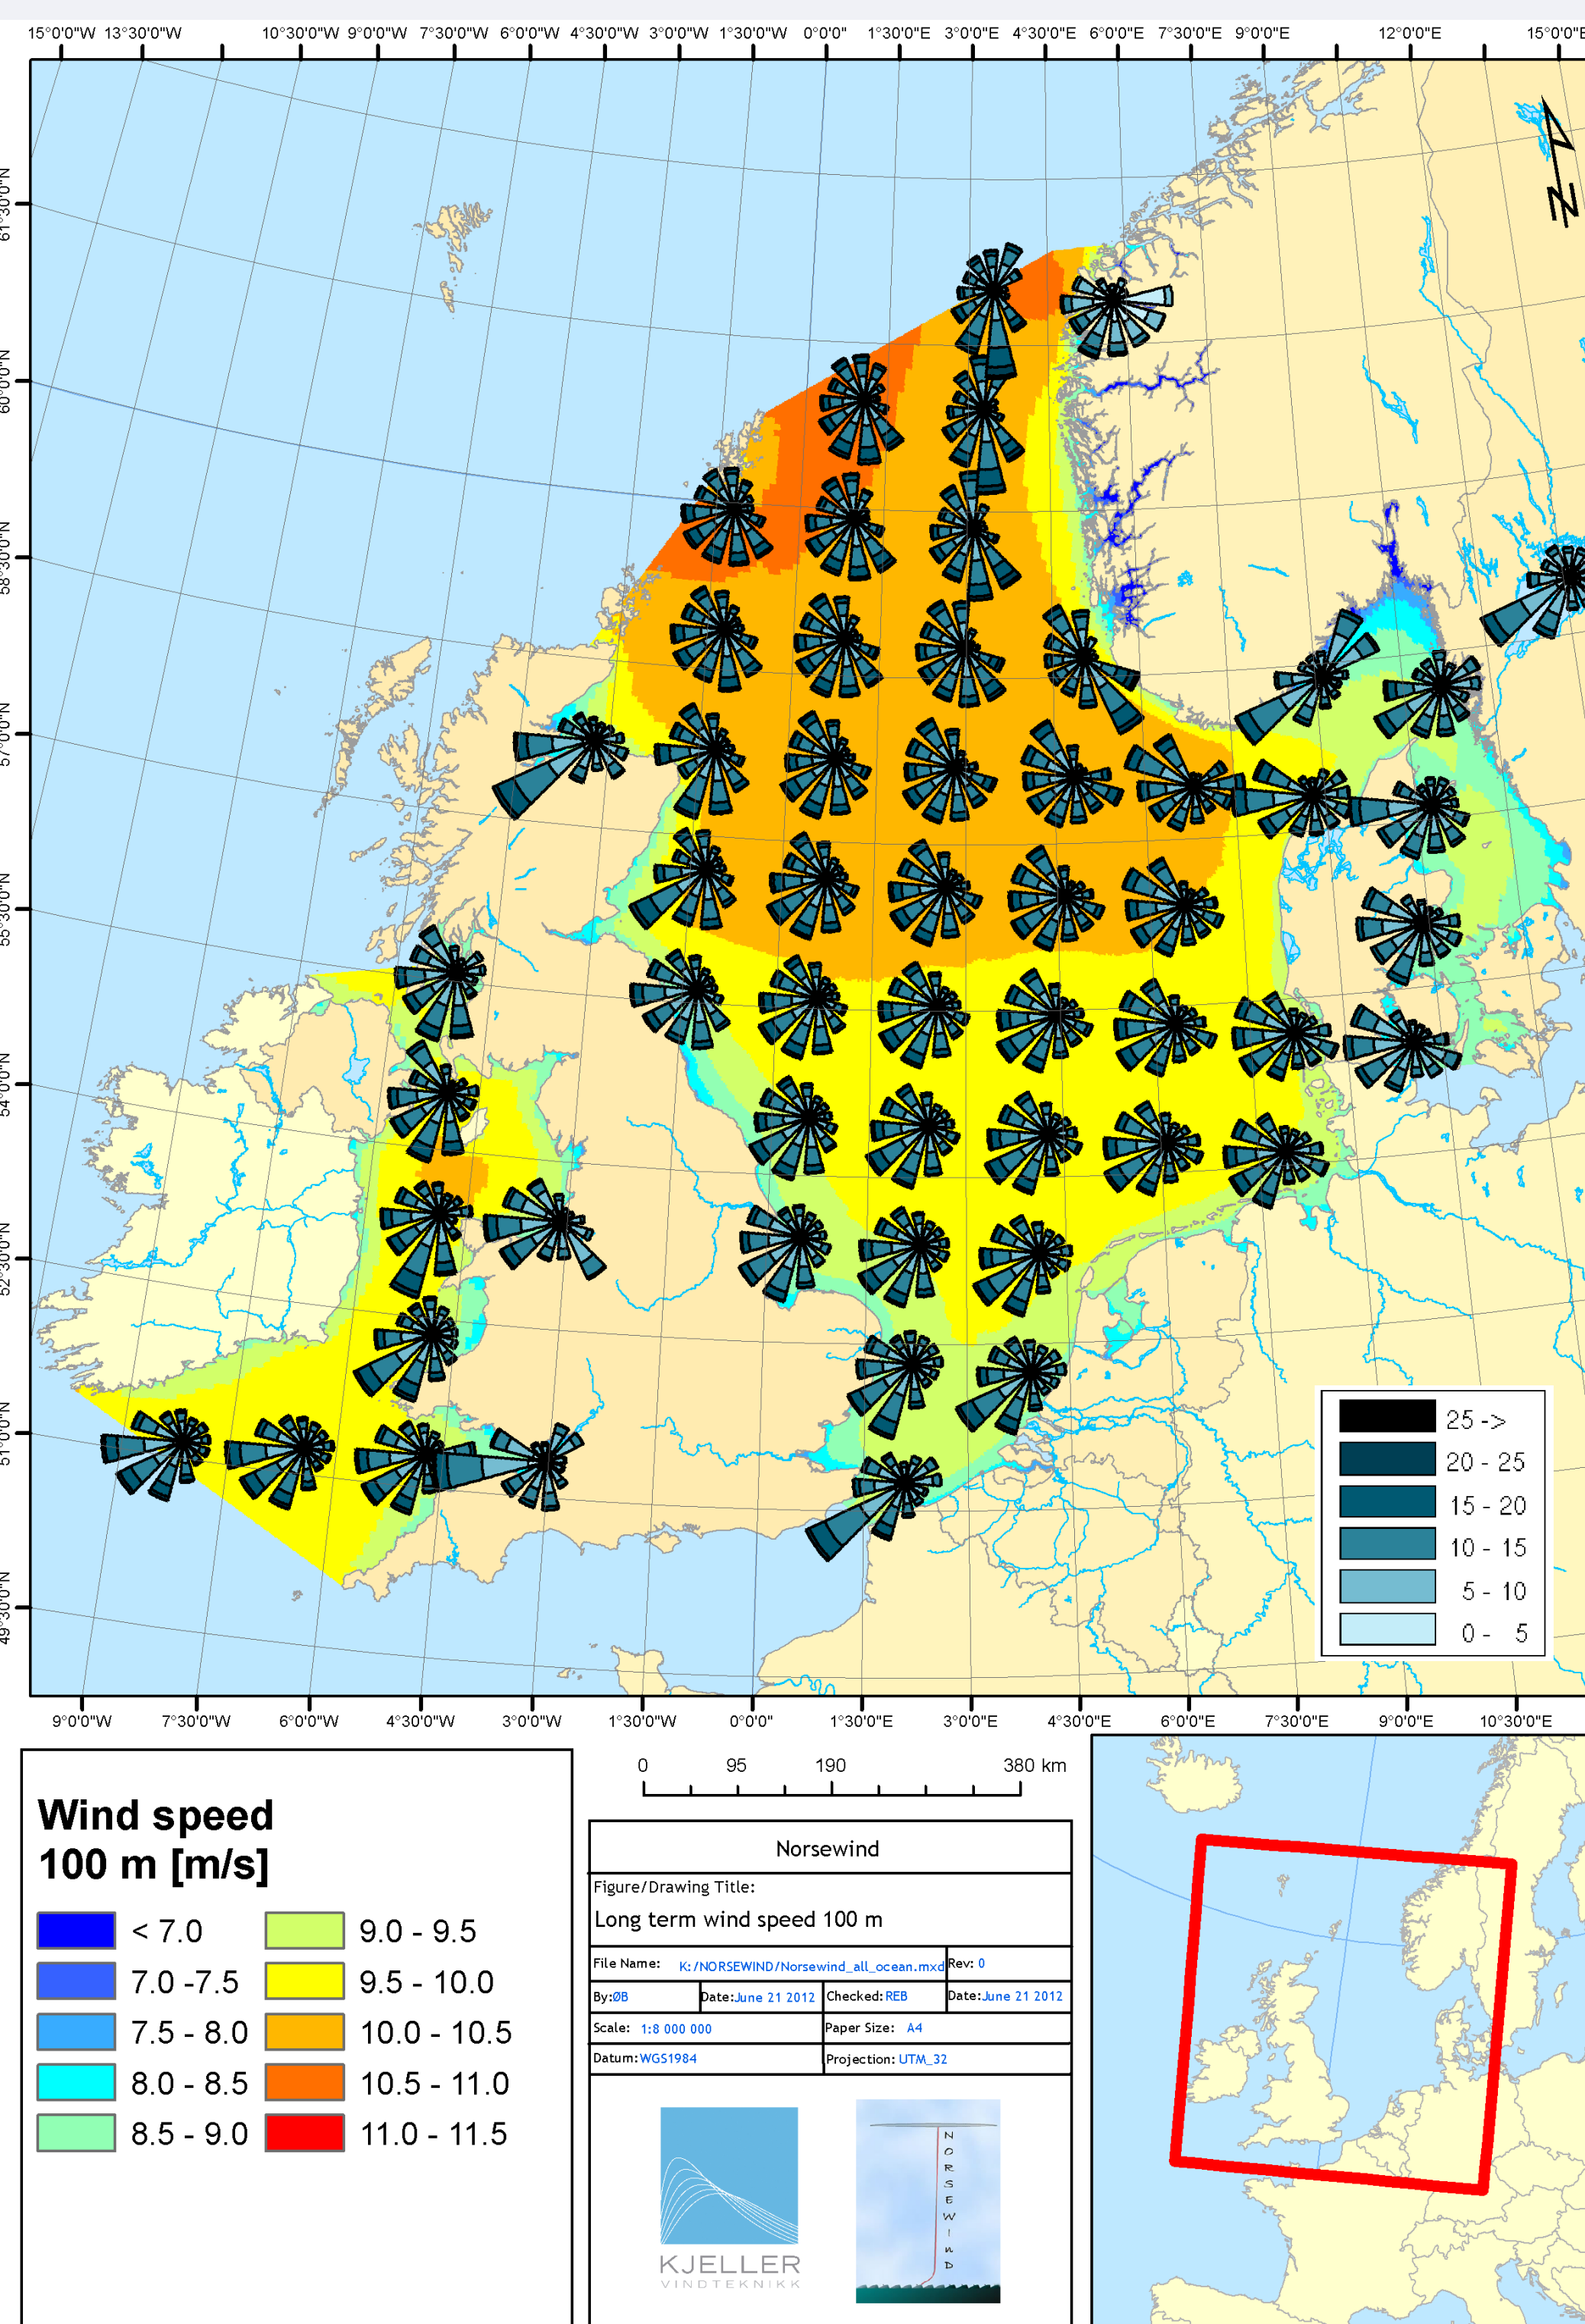 15°0'0"W 13°30'0"W 10°30'0"W 9°0'0"W 7°30'0"W 6°0'0"W 4°30'0"W 3°0'0"W 1°30'0"W 0°0'0" 1°30'0"E 3°0'0"E 4°30'0"E 6°0'0"E 7°30'0"E 9°0'0"E 12°0'0"E 15°0'0"E
61°30'0"N
60°0'0"N
58°30'0"N
57°0'0"N
55°30'0"N
54°0'0"N
52°30'0"N
51°0'0"N
49°30'0"N
N
25 ->
20 - 25
15 - 20
10 - 15
5 - 10
0 - 5
9°0'0"W 7°30'0"W 6°0'0"W 4°30'0"W 3°0'0"W 1°30'0"W 0°0'0" 1°30'0"E 3°0'0"E 4°30'0"E 6°0'0"E 7°30'0"E 9°0'0"E 10°30'0"E
0 95 190 380 km
Wind speed
100 m [m/s]
< 7.0 9.0 - 9.5
7.0 -7.5 9.5 - 10.0
7.5 - 8.0 10.0 - 10.5
8.0 - 8.5 10.5 - 11.0
8.5 - 9.0 11.0 - 11.5
Norsewind
Figure/Drawing Title:
Long term wind speed 100 m
File Name: K:/NORSEWIND/Norsewind_all_ocean.mxd Rev: 0
By:ØB Date:June 21 2012 Checked: REB Date:June 21 2012
Scale: 1:8 000 000 Paper Size: A4
Datum:WGS1984 Projection: UTM_32
KJELLER
VINDTEKNIKK
NORSEWInD